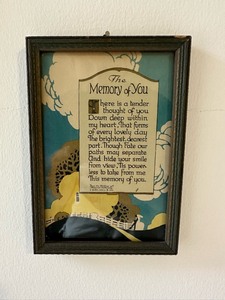 The
Memory of You
There is a tender
thought of you
Down deep within
my heart, That forms
of every lovely day
The brightest, dearest
part. Though Fate our
paths may separate
And hide your smile
from view, Tis power-
less to take from me
This memory of you.